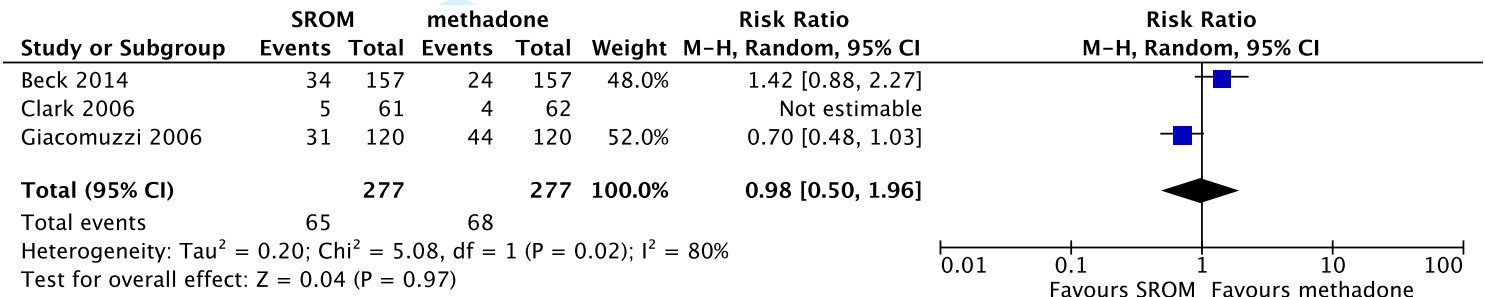 SROM methadone Risk Ratio Risk Ratio
Study or Subgroup Events Total Events Total Weight M-H, Random, 95% CI M-H, Random, 95% CI
Beck 2014 34 157 24 157 48.0% 1.42 [0.88, 2.27]
Clark 2006 5 61 4 62 Not estimable
Giacomuzzi 2006 31 120 44 120 52.0% 0.70 [0.48, 1.03]
Total (95% CI) 277 277 100.0% 0.98 [0.50, 1.96]
Total events 65 68
Heterogeneity: Tau² = 0.20; Chi² = 5.08, df = 1 (P = 0.02); I² = 80%
Test for overall effect: Z = 0.04 (P = 0.97)
0.01 0.1 1 10 100
Favours SROM Favours methadone